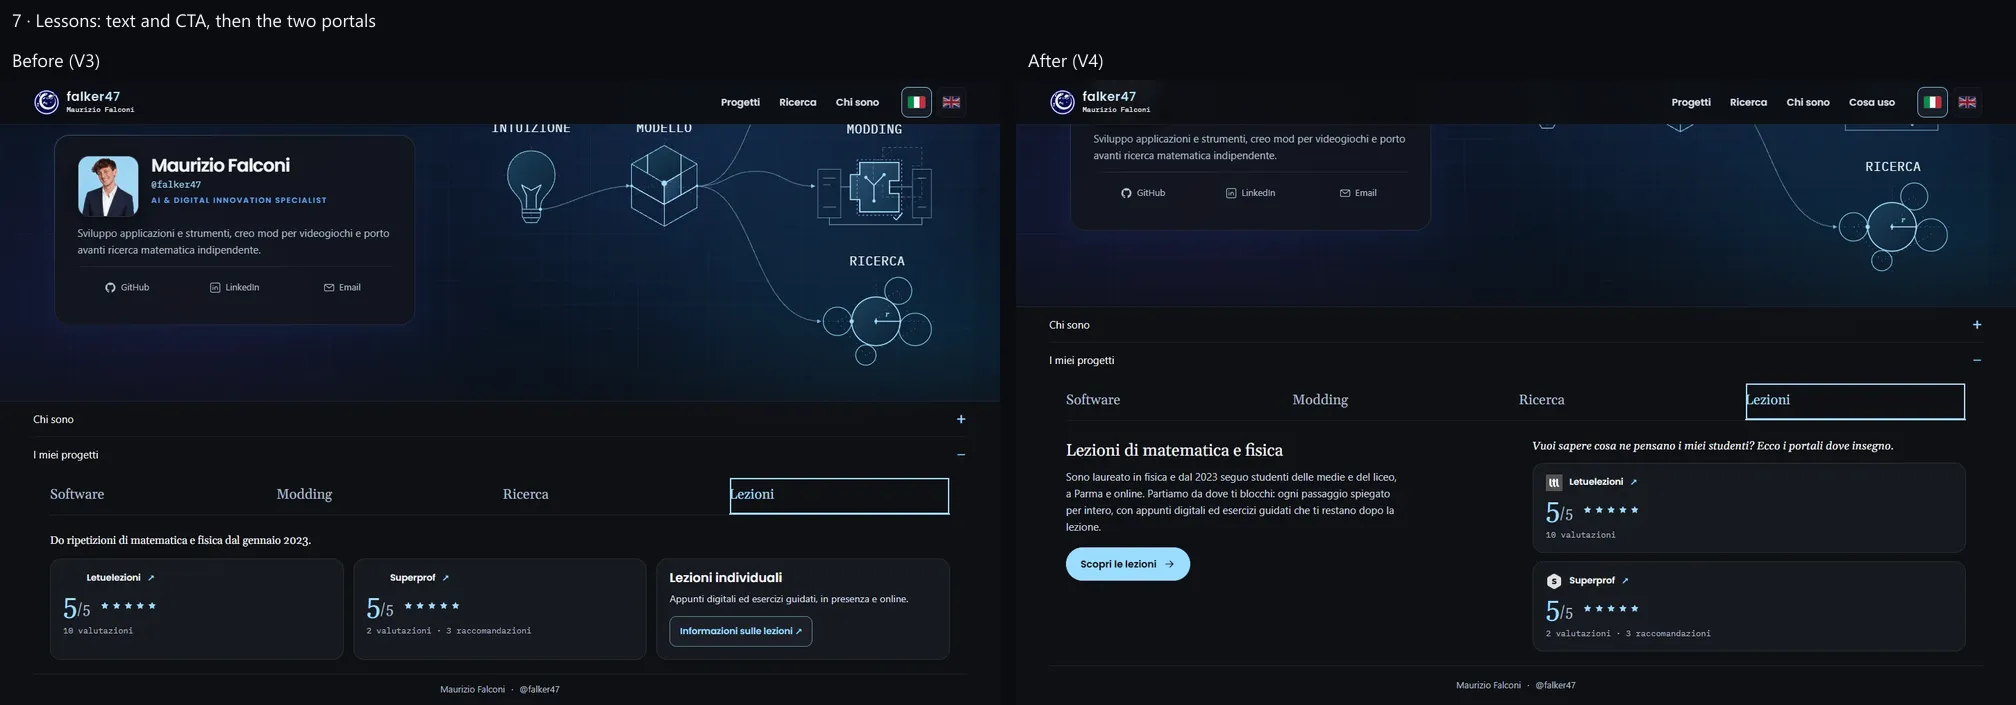 7 · Lessons: text and CTA, then the two portals
Before (V3)
falker47
Maurizio Falconi
Progetti
Ricerca
Chi sono
INTUIZIONE
MODELLO
MODDING
Maurizio Falconi
@falker47
AI & DIGITAL INNOVATION SPECIALIST
Sviluppo applicazioni e strumenti, creo mod per videogiochi e porto
avanti ricerca matematica indipendente.
GitHub
LinkedIn
Email
RICERCA
r
Chi sono +
I miei progetti −
Software
Modding
Ricerca
Lezioni
Do ripetizioni di matematica e fisica dal gennaio 2023.
Letuelezioni ↗
5/5 ★ ★ ★ ★ ★
10 valutazioni
Superprof ↗
5/5 ★ ★ ★ ★ ★
2 valutazioni · 3 raccomandazioni
Lezioni individuali
Appunti digitali ed esercizi guidati, in presenza e online.
Informazioni sulle lezioni ↗
Maurizio Falconi · @falker47
After (V4)
falker47
Maurizio Falconi
Progetti
Ricerca
Chi sono
Cosa uso
Sviluppo applicazioni e strumenti, creo mod per videogiochi e porto
avanti ricerca matematica indipendente.
GitHub
LinkedIn
Email
RICERCA
r
Chi sono +
I miei progetti −
Software
Modding
Ricerca
Lezioni
Lezioni di matematica e fisica
Sono laureato in fisica e dal 2023 seguo studenti delle medie e del liceo,
a Parma e online. Partiamo da dove ti blocchi: ogni passaggio spiegato
per intero, con appunti digitali ed esercizi guidati che ti restano dopo la
lezione.
Scopri le lezioni →
Vuoi sapere cosa ne pensano i miei studenti? Ecco i portali dove insegno.
Letuelezioni ↗
5/5 ★ ★ ★ ★ ★
10 valutazioni
S
Superprof ↗
5/5 ★ ★ ★ ★ ★
2 valutazioni · 3 raccomandazioni
Maurizio Falconi · @falker47